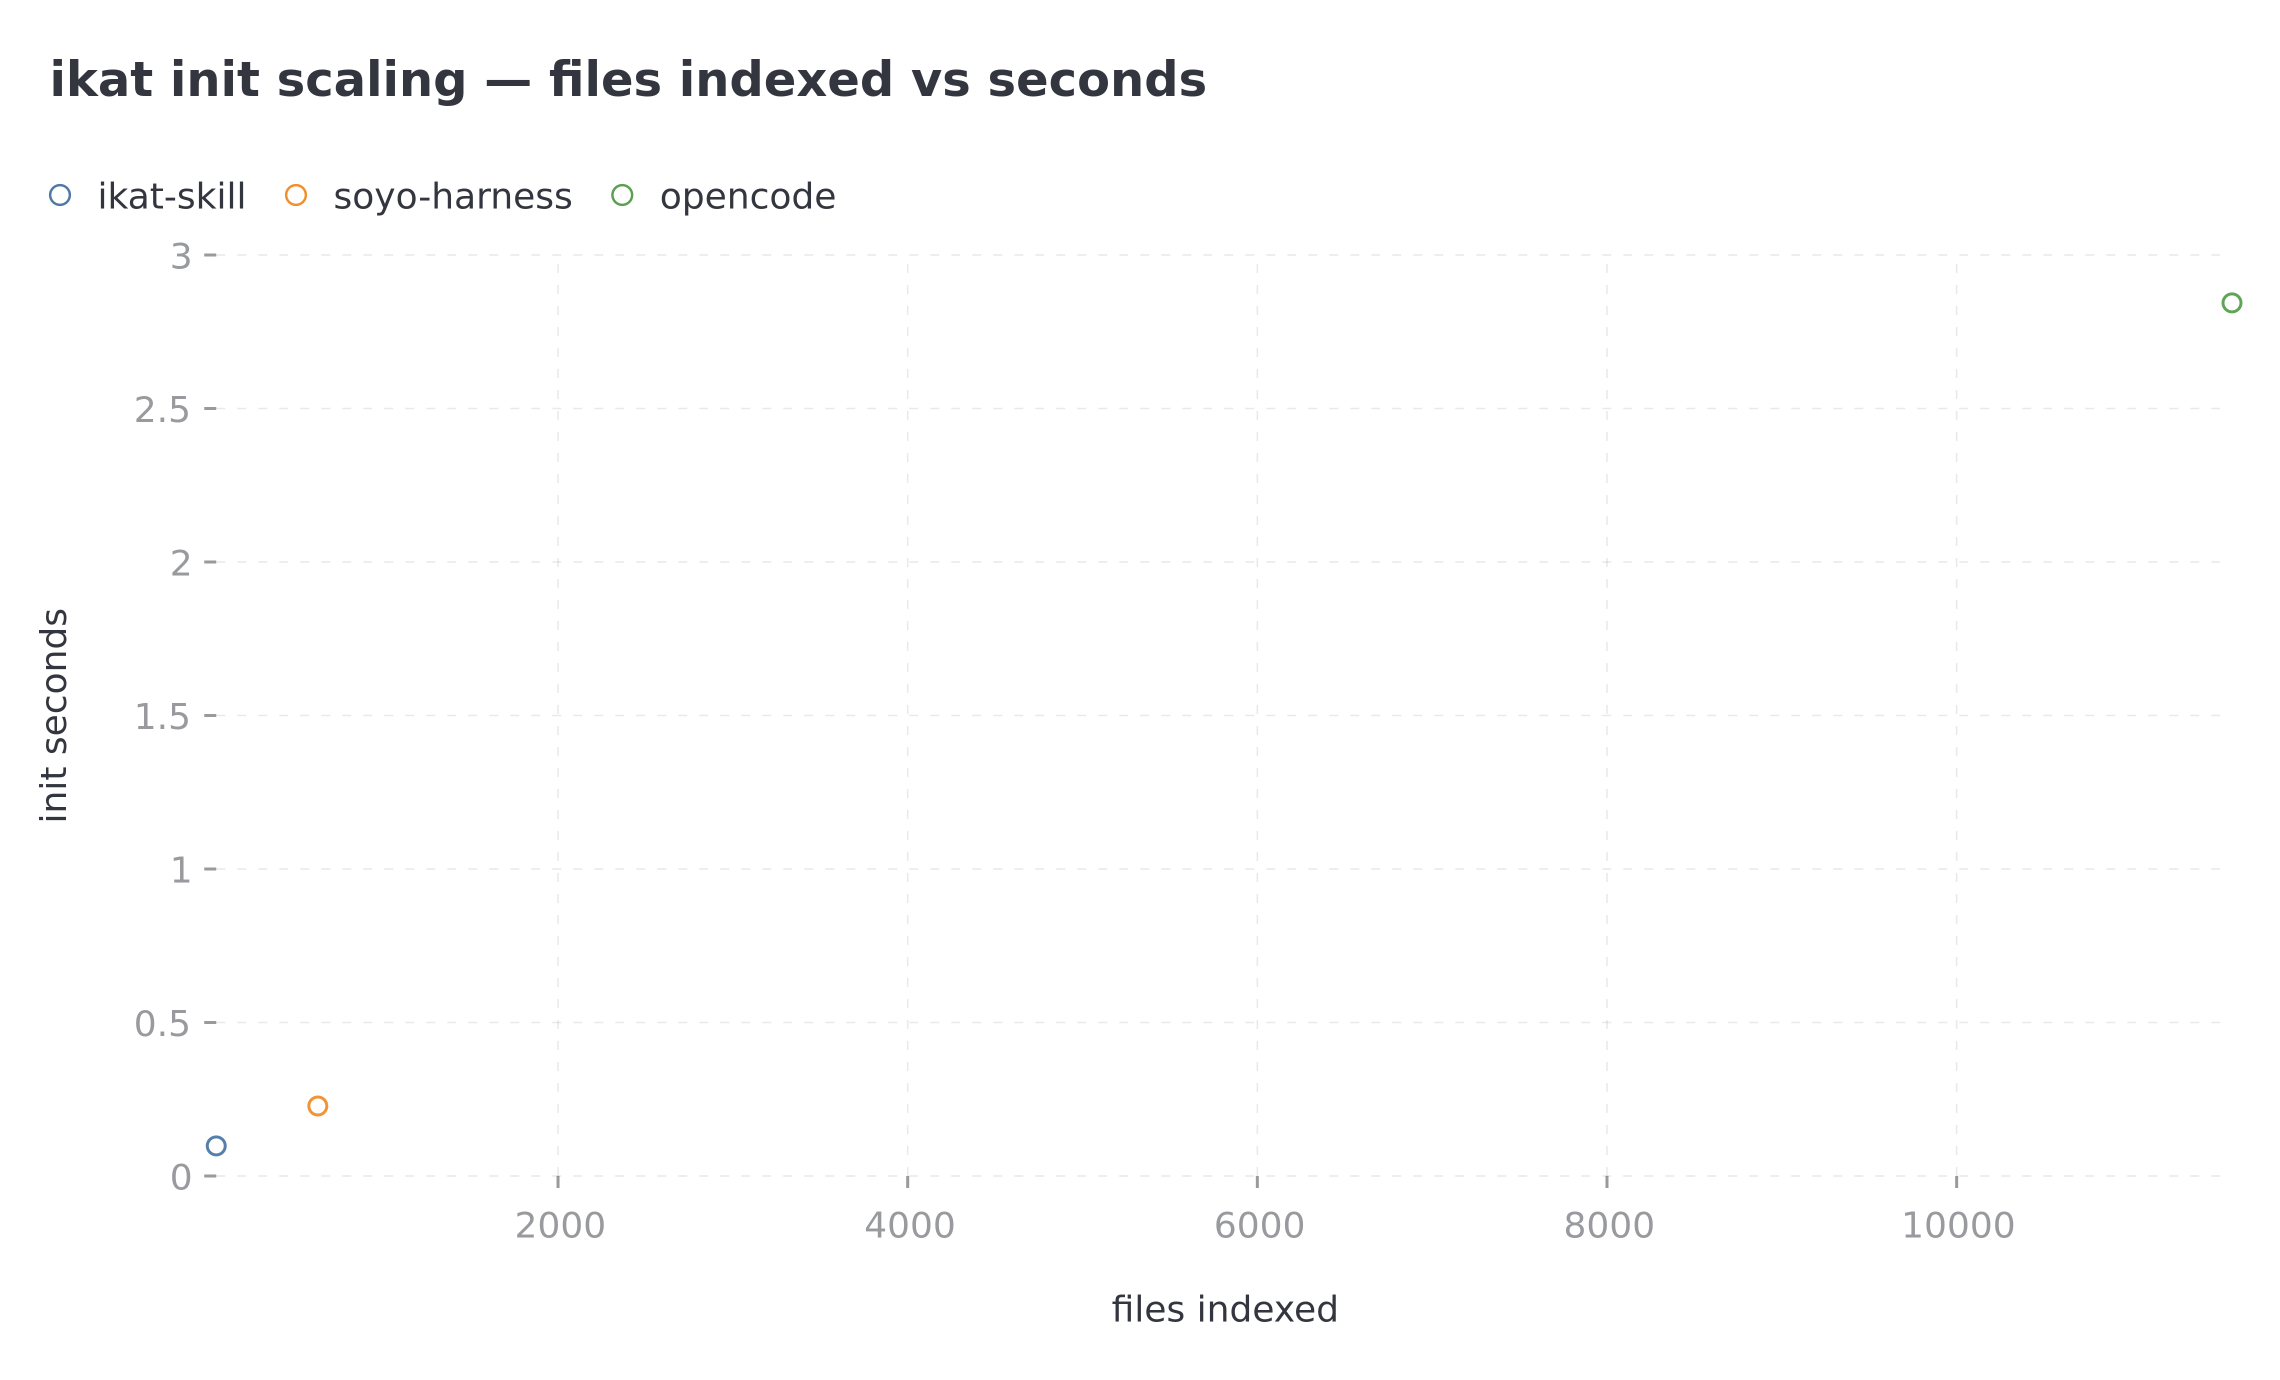 ikat init scaling — files indexed vs seconds
ikat-skill soyo-harness opencode
3
2.5
2
1.5
1
0.5
0
init seconds
2000 4000 6000 8000 10000
files indexed